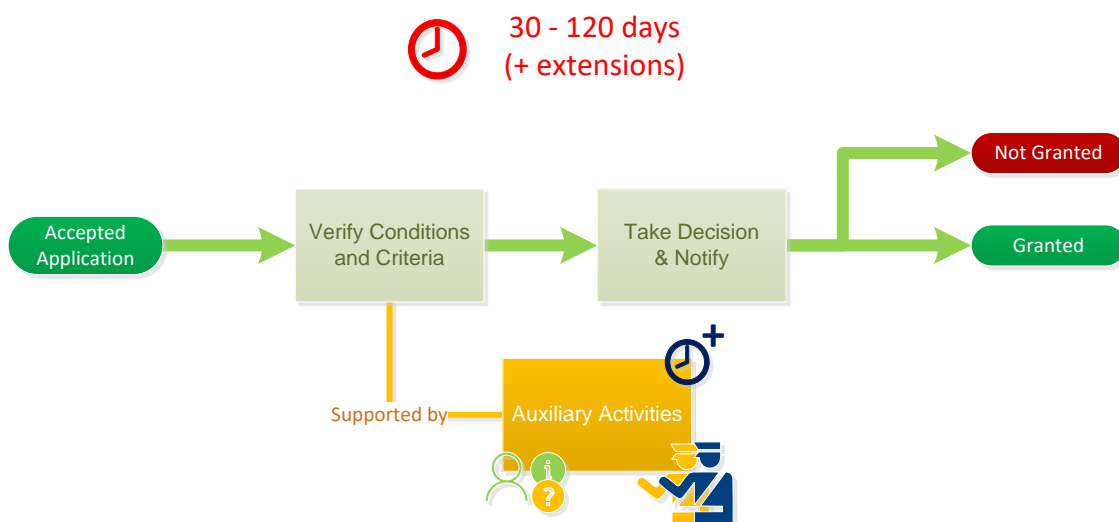 30 - 120 days
(+ extensions)
Not Granted
Accepted
Application
Verify Conditions
and Criteria
Take Decision
& Notify
Granted
Supported by
Auxiliary Activities
i
?